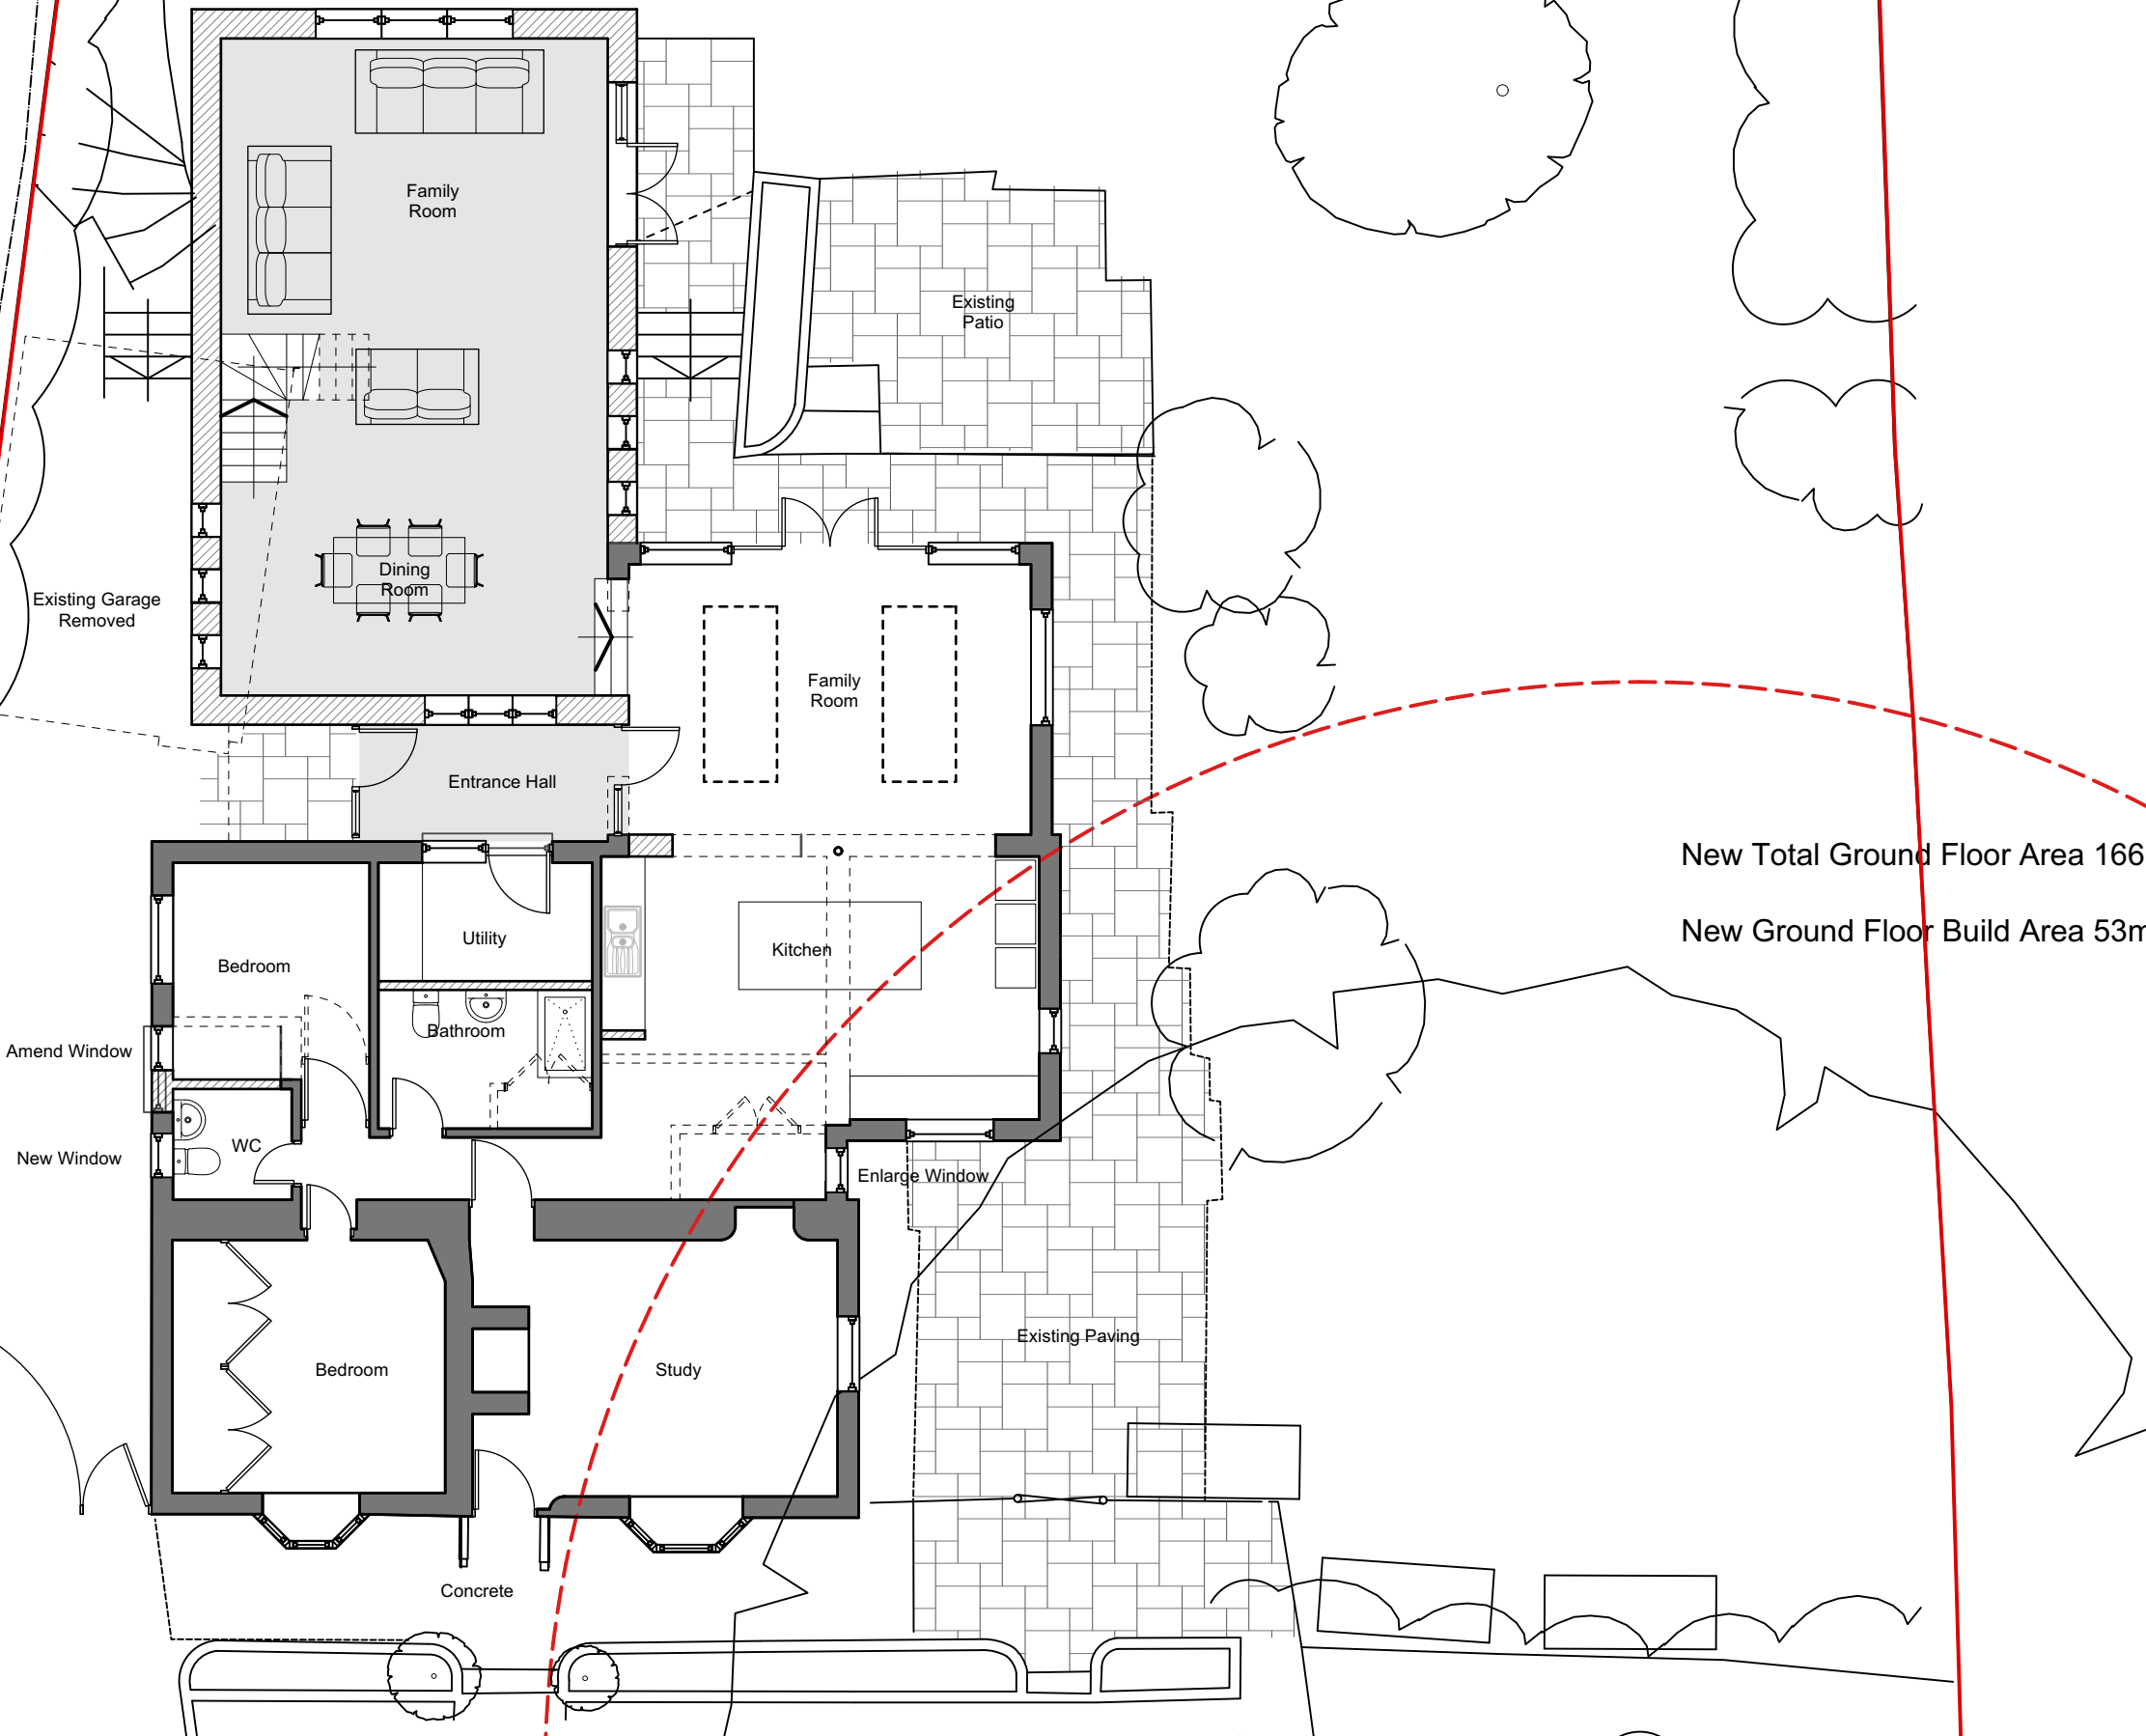 Family
Room
Existing
Patio
Dining
Room
Existing Garage
Removed
Family
Room
Entrance Hall
New Total Ground Floor Area 166
New Ground Floor Build Area 53m
Utility
Kitchen
Bedroom
Bathroom
Amend Window
WC
New Window
Enlarge Window
Existing Paving
Bedroom
Study
Concrete